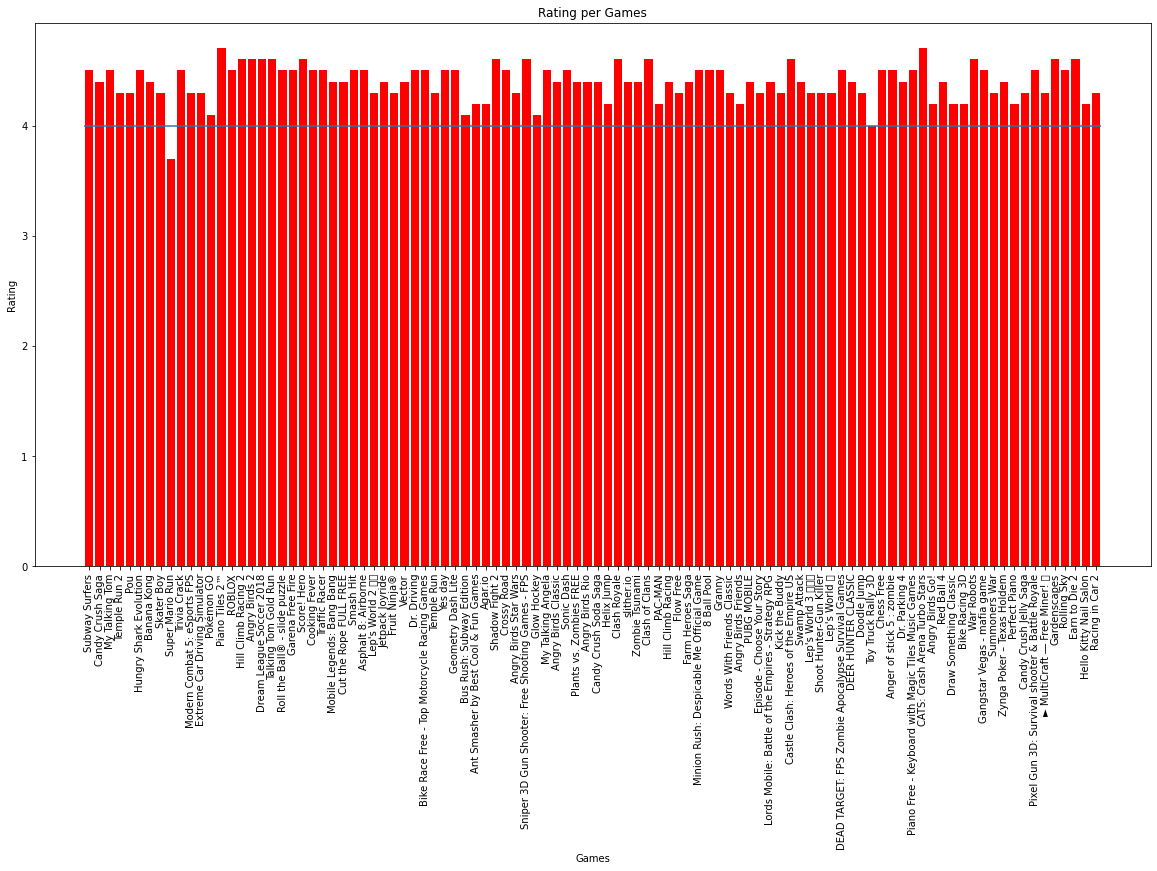 Rating per Games
Rating
4
3
2
1
0
Subway Surfers
Candy Crush Saga
My Talking Tom
Temple Run 2
Pou
Hungry Shark Evolution
Banana Kong
Skater Boy
Super Mario Run
Trivia Crack
Modern Combat 5: eSports FPS
Extreme Car Driving Simulator
Pokémon GO
Piano Tiles 2™
ROBLOX
Hill Climb Racing 2
Angry Birds 2
Dream League Soccer 2018
Talking Tom Gold Run
Roll the Ball® - slide puzzle
Garena Free Fire
Score! Hero
Cooking Fever
Traffic Racer
Mobile Legends: Bang Bang
Cut the Rope FULL FREE
Smash Hit
Asphalt 8: Airborne
Lep's World 2
Jetpack Joyride
Fruit Ninja®
Vector
Dr. Driving
Bike Race Free - Top Motorcycle Racing Games
Temple Run
Yes day
Geometry Dash Lite
Bus Rush: Subway Edition
Ant Smasher by Best Cool & Fun Games
Agar.io
Shadow Fight 2
Crossy Road
Angry Birds Star Wars
Sniper 3D Gun Shooter: Free Shooting Games - FPS
Glow Hockey
My Talking Angela
Angry Birds Classic
Sonic Dash
Plants vs. Zombies FREE
Angry Birds Rio
Candy Crush Soda Saga
Helix Jump
Clash Royale
slither.io
Zombie Tsunami
Clash of Clans
PAC-MAN
Hill Climb Racing
Flow Free
Farm Heroes Saga
Minion Rush: Despicable Me Official Game
8 Ball Pool
Granny
Words With Friends Classic
Angry Birds Friends
PUBG MOBILE
Episode - Choose Your Story
Lords Mobile: Battle of the Empires - Strategy RPG
Kick the Buddy
Castle Clash: Heroes of the Empire US
Swamp Attack
Lep's World 3
Shoot Hunter-Gun Killer
Lep's World
DEAD TARGET: FPS Zombie Apocalypse Survival Games
DEER HUNTER CLASSIC
Doodle Jump
Toy Truck Rally 3D
Chess Free
Anger of stick 5 : zombie
Dr. Parking 4
Piano Free - Keyboard with Magic Tiles Music Games
CATS: Crash Arena Turbo Stars
Angry Birds Go!
Red Ball 4
Draw Something Classic
Bike Racing 3D
War Robots
Gangstar Vegas - mafia game
Summoners War
Zynga Poker – Texas Holdem
Perfect Piano
Candy Crush Jelly Saga
Pixel Gun 3D: Survival shooter & Battle Royale
► MultiCraft ― Free Miner!
Gardenscapes
Rolling Sky
Earn to Die 2
Hello Kitty Nail Salon
Racing in Car 2
Games